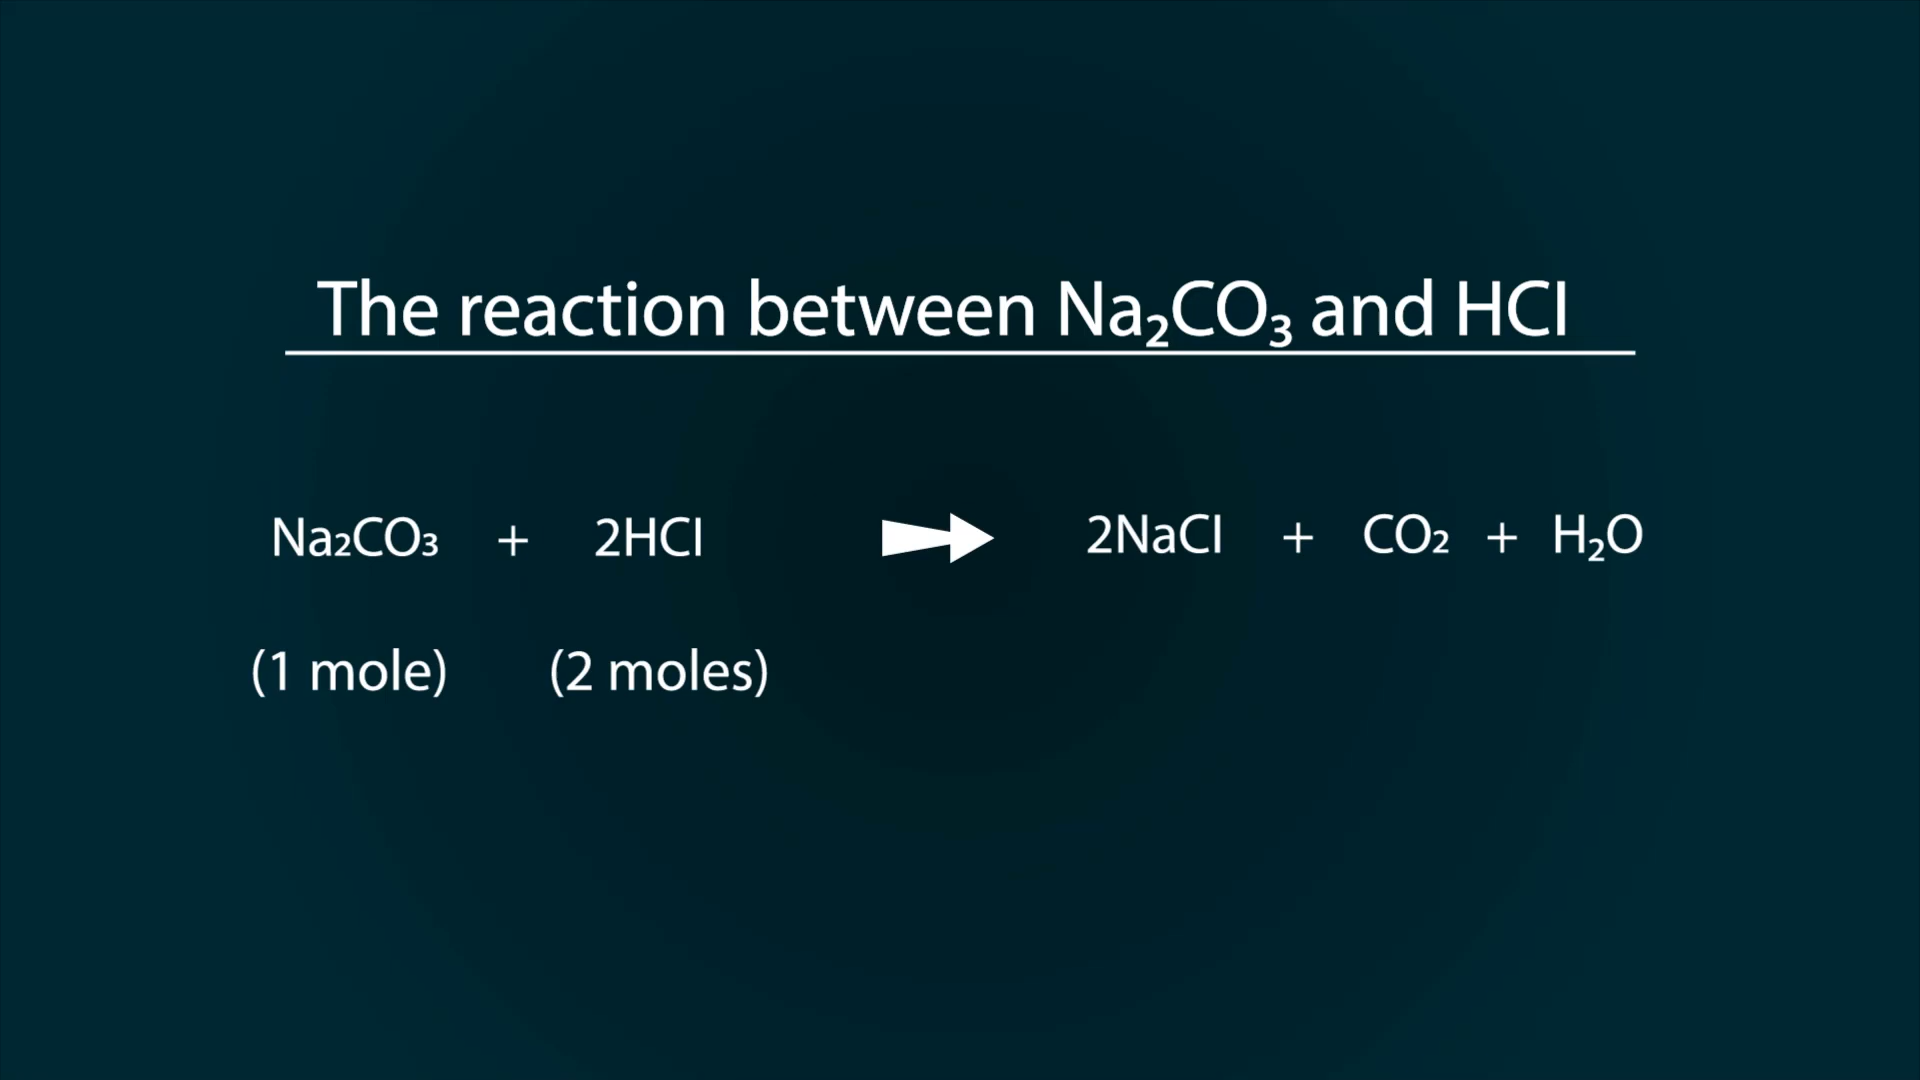 The reaction between Na₂CO₃ and HCl
Na₂CO₃ + 2HCl → 2NaCl + CO₂ + H₂O
(1 mole) (2 moles)